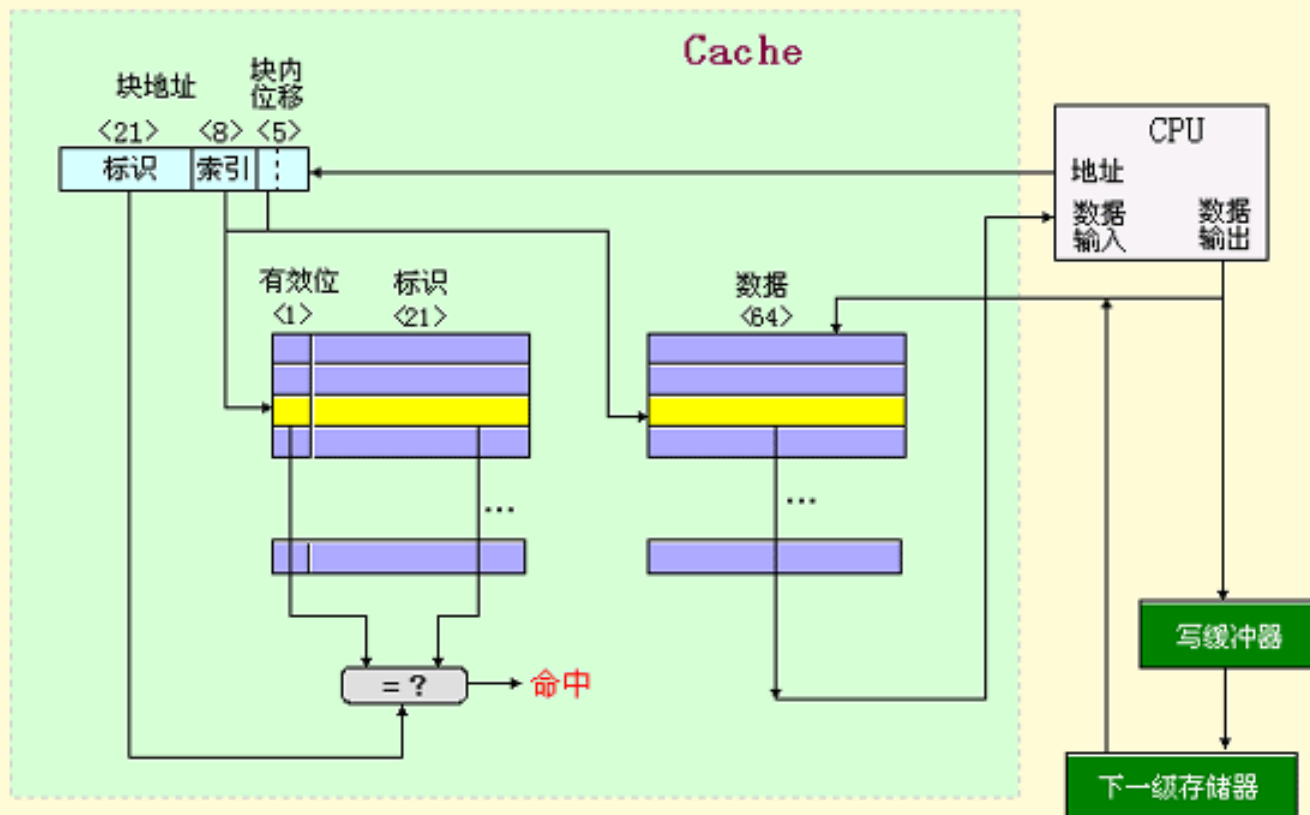 Cache
块地址
块内
位移
<21>
<8>
<5>
标识
索引
CPU
地址
数据
输入
数据
输出
有效位
<1>
标识
<21>
数据
<64>
...
...
= ?
命中
写缓冲器
下一级存储器